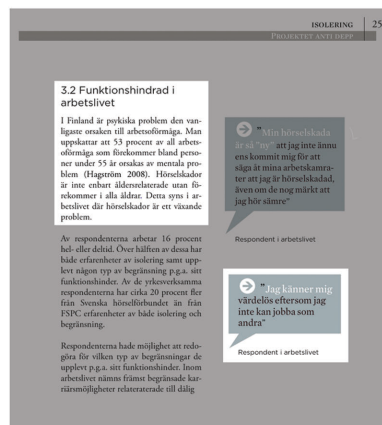 ISOLERING
25
PROJEKTET ANTI DEPP
3.2 Funktionshindrad i
arbetslivet
I Finland är psykiska problem den van-
ligaste orsaken till arbetsoförmåga. Man
uppskattar att 53 procent av all arbets-
oförmåga som förekommer bland perso-
ner under 55 år orsakas av mentala pro-
blem (Hagström 2008). Hörselskador
är inte enbart åldersrelaterade utan fö-
rekommer i alla åldrar. Detta syns i ar-
betslivet där hörselskador är ett växande
problem.
Av respondenterna arbetar 16 procent
hel- eller deltid. Över hälften av dessa har
både erfarenheter av isolering samt upp-
levt någon typ av begränsning p.g.a. sitt
funktionshinder. Av de yrkesverksamma
respondenterna har cirka 20 procent fler
från Svenska hörselförbundet än från
FSPC erfarenheter av både isolering och
begränsning.
Respondenterna hade möjlighet att redo-
göra för vilken typ av begränsningar de
upplevt p.g.a. sitt funktionshinder. Inom
arbetslivet nämns främst begränsade kar-
riärsmöjligheter relateraterade till dålig
"Min hörselskada
är så "ny" att jag inte ännu
ens kommit mig för att
säga åt mina arbetskamra-
ter att jag är hörselskadad,
även om de nog märkt att
jag hör sämre"
Respondent i arbetslivet
"Jag känner mig
värdelös eftersom jag
inte kan jobba som
andra"
Respondent i arbetslivet